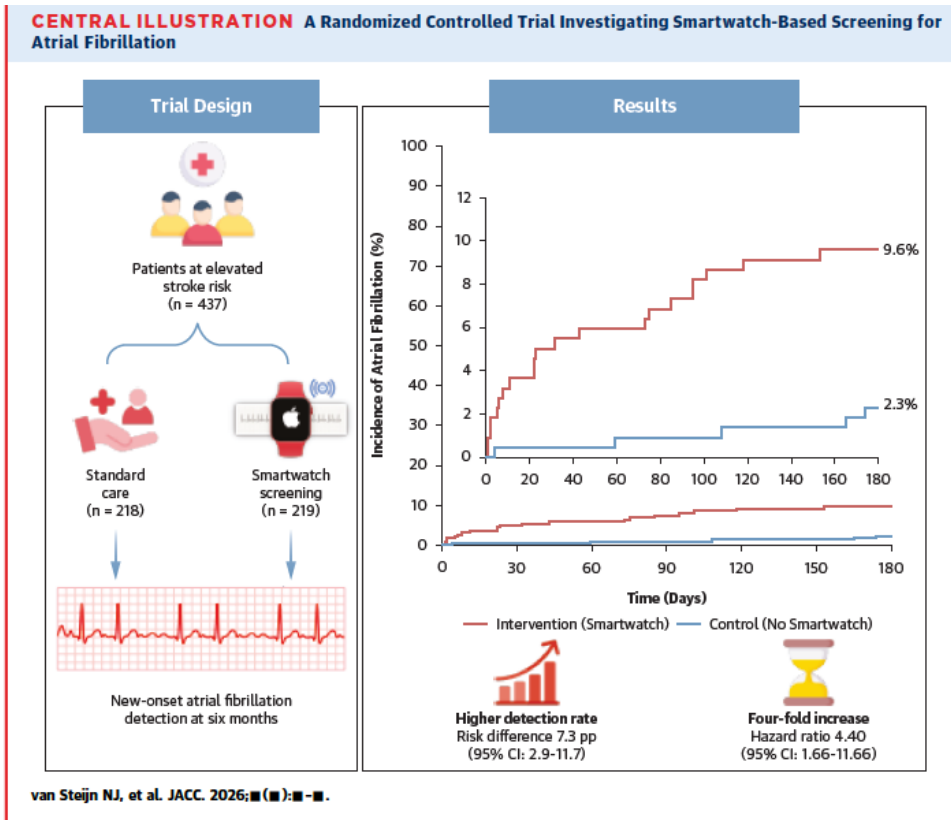 CENTRAL ILLUSTRATION A Randomized Controlled Trial Investigating Smartwatch-Based Screening for
Atrial Fibrillation
Trial Design
Patients at elevated
stroke risk
(n = 437)
Standard
care
(n = 218)
Smartwatch
screening
(n = 219)
New-onset atrial fibrillation
detection at six months
Results
Incidence of Atrial Fibrillation (%)
100
90
80
70
60
50
40
30
20
10
0
12
10
8
6
4
2
0
9.6%
2.3%
0 20 40 60 80 100 120 140 160 180
0 30 60 90 120 150 180
Time (Days)
Intervention (Smartwatch) Control (No Smartwatch)
Higher detection rate
Risk difference 7.3 pp
(95% CI: 2.9-11.7)
Four-fold increase
Hazard ratio 4.40
(95% CI: 1.66-11.66)
van Steijn NJ, et al. JACC. 2026;■(■):■-■.